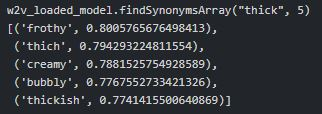 w2v_loaded_model.findSynonymsArray("thick", 5)
[('frothy', 0.8005765676498413),
('thich', 0.794293224811554),
('creamy', 0.7881525754928589),
('bubbly', 0.7767552733421326),
('thickish', 0.7741415500640869)]